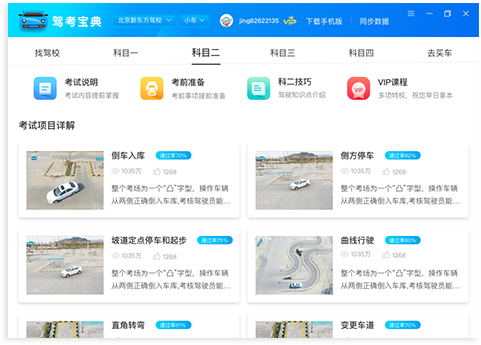 驾考宝典 北京新东方驾校 小车 jing82622135 VIP 下载手机版 同步数据
找驾校 科目一 科目二 科目三 科目四 去买车
考试说明 考前准备 科二技巧 VIP课程
考试内容提前掌握 考前事项提前准备 驾驶知识点介绍 多项特权，祝您早日拿本
考试项目详解
倒车入库 通过率70%
1035万 1268
整个考场为一个“凸”字型，操作车辆
从两侧正确倒入车库,考核驾驶员能...
侧方停车 通过率82%
1035万 1268
整个考场为一个“凸”字型，操作车辆
从两侧正确倒入车库,考核驾驶员能...
坡道定点停车和起步 通过率75%
1035万 1268
整个考场为一个“凸”字型，操作车辆
从两侧正确倒入车库,考核驾驶员能...
曲线行驶 通过率80%
1035万 1268
整个考场为一个“凸”字型，操作车辆
从两侧正确倒入车库,考核驾驶员能...
直角转弯
变更车道 通过率70%